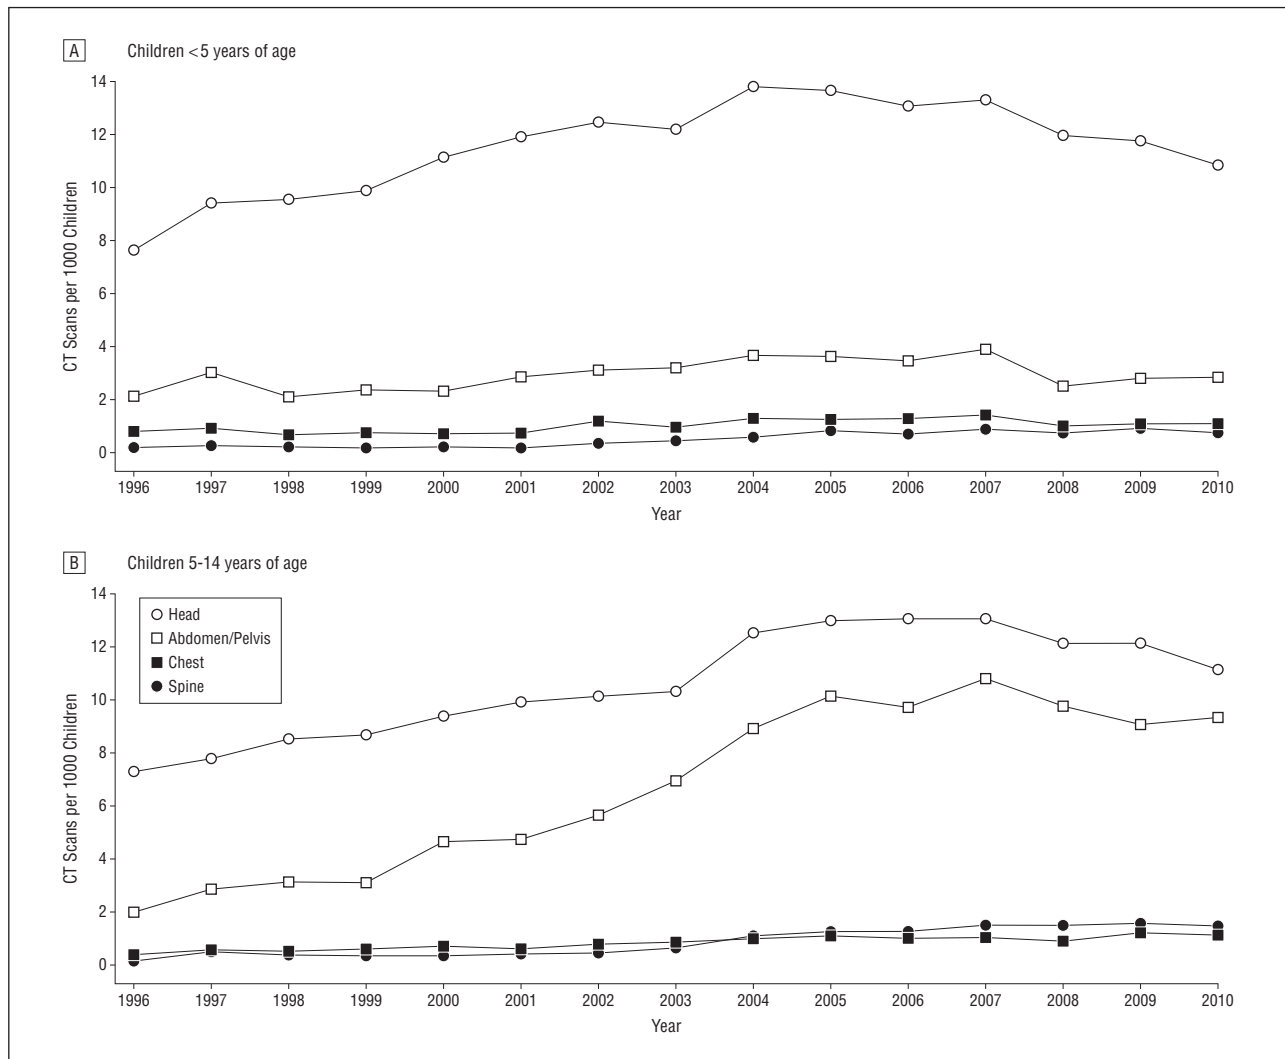 A Children <5 years of age
14
12
10
8
6
4
2
0
CT Scans per 1000 Children
1996 1997 1998 1999 2000 2001 2002 2003 2004 2005 2006 2007 2008 2009 2010
Year
B Children 5-14 years of age
14
12
10
8
6
4
2
0
CT Scans per 1000 Children
Head
Abdomen/Pelvis
Chest
Spine
1996 1997 1998 1999 2000 2001 2002 2003 2004 2005 2006 2007 2008 2009 2010
Year